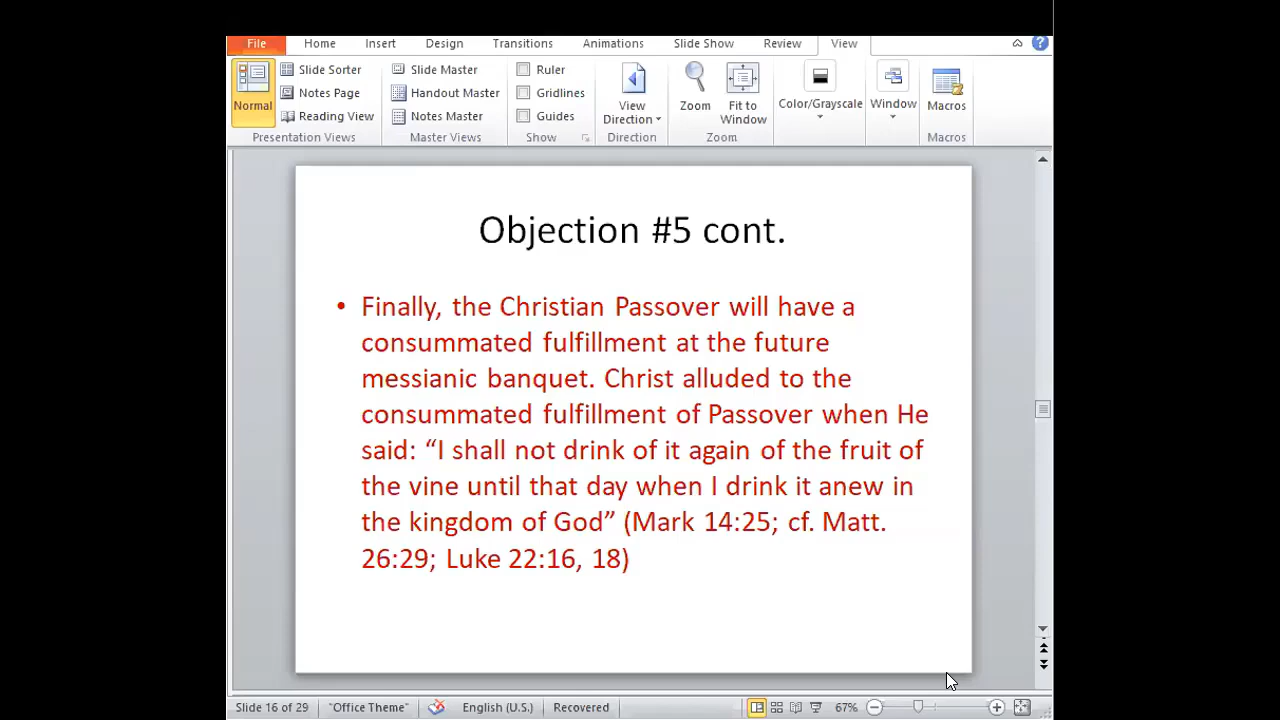 File Home Insert Design Transitions Animations Slide Show Review View
Slide Sorter Slide Master Ruler
Notes Page Handout Master Gridlines
Normal Reading View Notes Master Guides View Direction Zoom Fit to Window Color/Grayscale Window Macros
Presentation Views Master Views Show Direction Zoom Macros
Objection #5 cont.
• Finally, the Christian Passover will have a
consummated fulfillment at the future
messianic banquet. Christ alluded to the
consummated fulfillment of Passover when He
said: “I shall not drink of it again of the fruit of
the vine until that day when I drink it anew in
the kingdom of God” (Mark 14:25; cf. Matt.
26:29; Luke 22:16, 18)
Slide 16 of 29 "Office Theme" English (U.S.) Recovered 67%